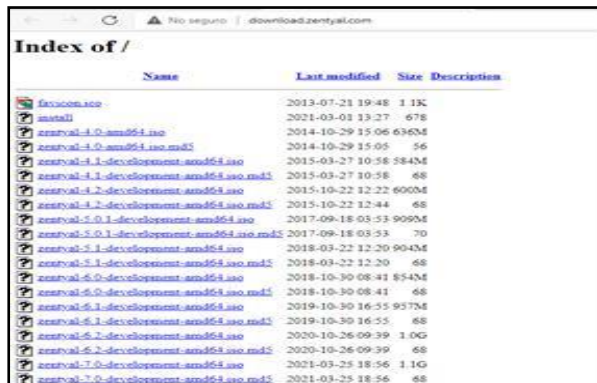 No seguro | download.zentyal.com
Index of /
Name Last modified Size Description
favicon.ico 2013-07-21 19:48 1.1K
install 2021-03-01 13:27 678
zentyal-4.0-amd64.iso 2014-10-29 15:06 636M
zentyal-4.0-amd64.iso.md5 2014-10-29 15:05 56
zentyal-4.1-development-amd64.iso 2015-03-27 10:58 584M
zentyal-4.1-development-amd64.iso.md5 2015-03-27 10:58 68
zentyal-4.2-development-amd64.iso 2015-10-22 12:22 600M
zentyal-4.2-development-amd64.iso.md5 2015-10-22 12:44 68
zentyal-5.0.1-development-amd64.iso 2017-09-18 03:53 909M
zentyal-5.0.1-development-amd64.iso.md5 2017-09-18 03:53 70
zentyal-5.1-development-amd64.iso 2018-03-22 12:20 904M
zentyal-5.1-development-amd64.iso.md5 2018-03-22 12:20 68
zentyal-6.0-development-amd64.iso 2018-10-30 08:41 854M
zentyal-6.0-development-amd64.iso.md5 2018-10-30 08:41 68
zentyal-6.1-development-amd64.iso 2019-10-30 16:55 957M
zentyal-6.1-development-amd64.iso.md5 2019-10-30 16:55 68
zentyal-6.2-development-amd64.iso 2020-10-26 09:39 1.0G
zentyal-6.2-development-amd64.iso.md5 2020-10-26 09:39 68
zentyal-7.0-development-amd64.iso 2021-03-25 18:56 1.1G
zentyal-7.0-development-amd64.iso.md5 2021-03-25 18:56 68